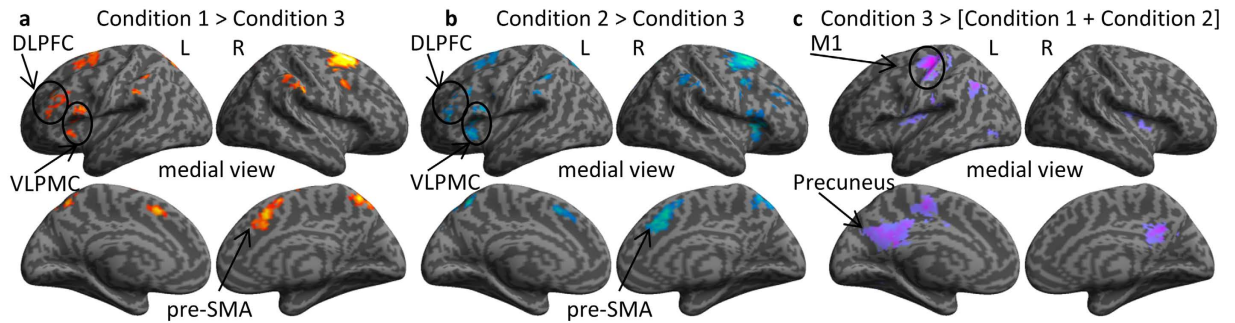 a Condition 1 > Condition 3
DLPFC
L R
VLPMC
medial view
pre-SMA
b Condition 2 > Condition 3
DLPFC
L R
VLPMC
medial view
pre-SMA
c Condition 3 > [Condition 1 + Condition 2]
M1
L R
medial view
Precuneus